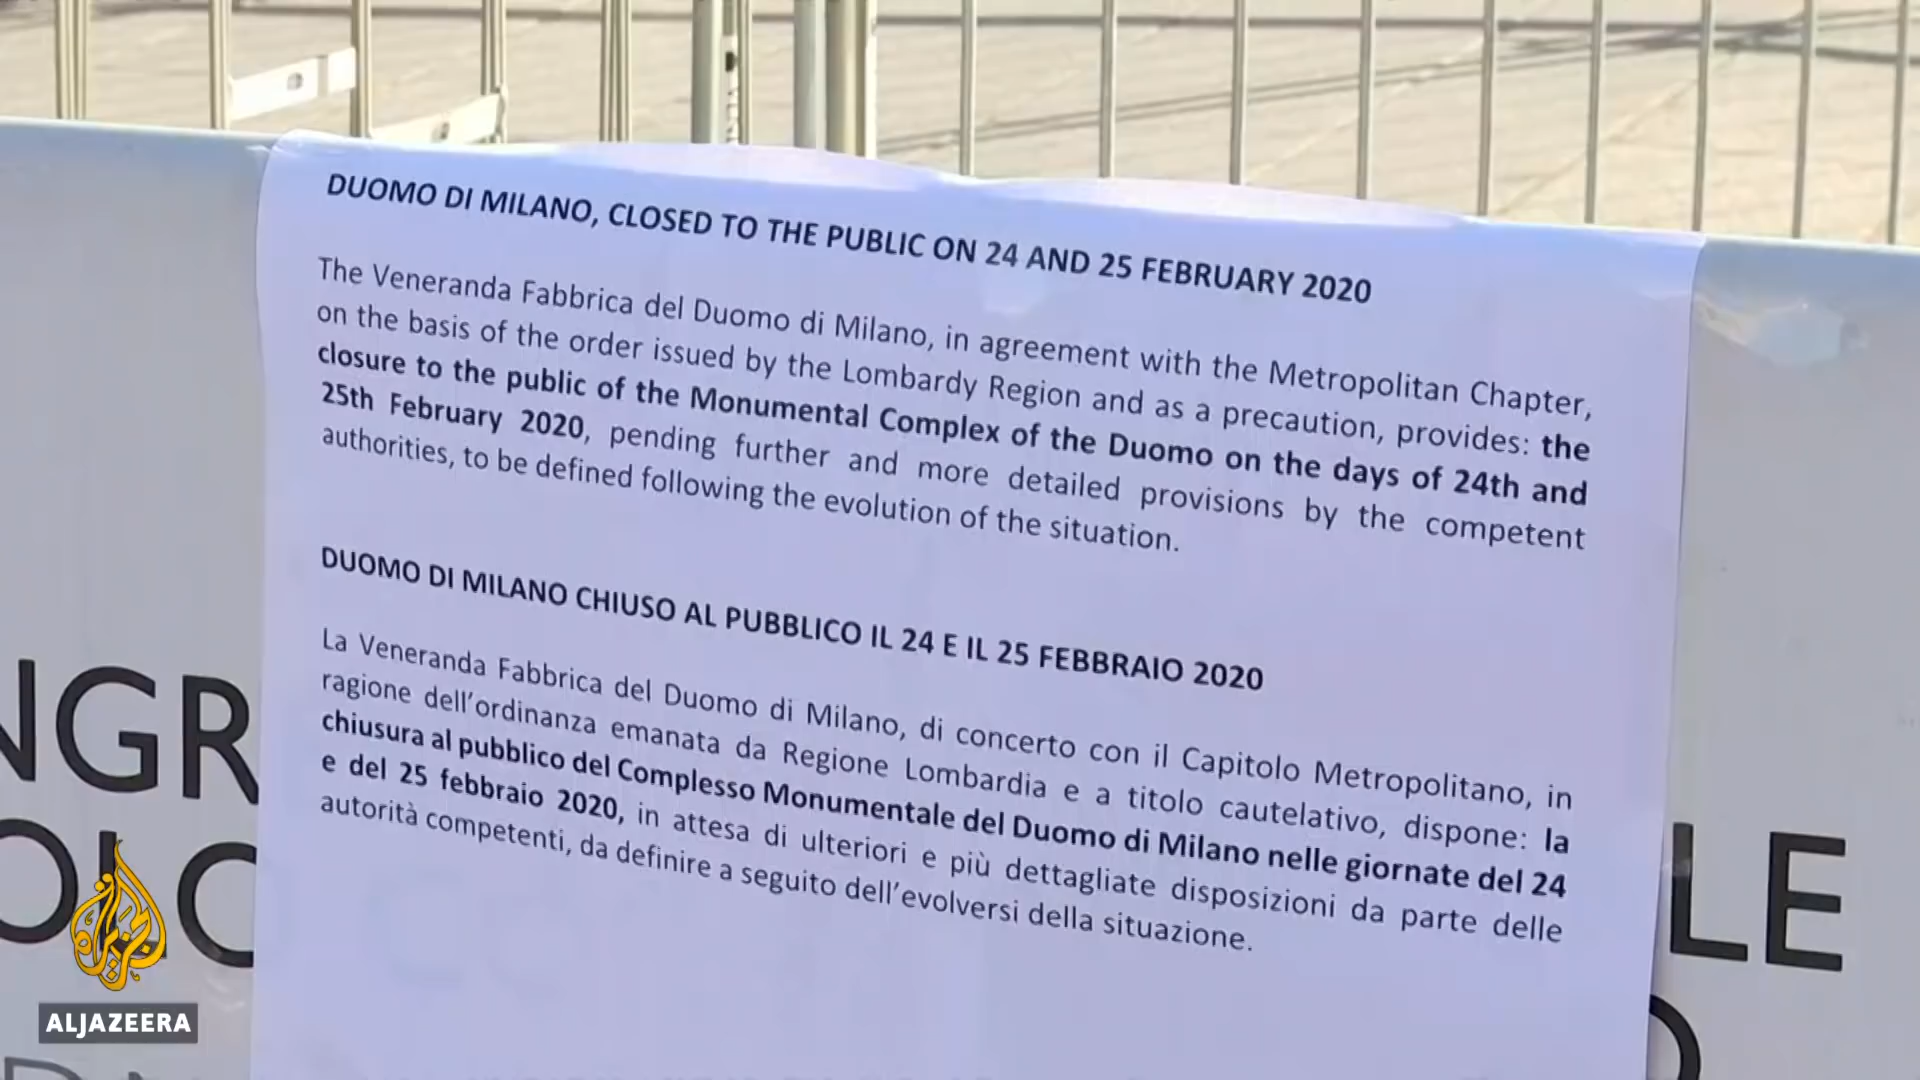 DUOMO DI MILANO, CLOSED TO THE PUBLIC ON 24 AND 25 FEBRUARY 2020
The Veneranda Fabbrica del Duomo di Milano, in agreement with the Metropolitan Chapter,
on the basis of the order issued by the Lombardy Region and as a precaution, provides: the
closure to the public of the Monumental Complex of the Duomo on the days of 24th and
25th February 2020, pending further and more detailed provisions by the competent
authorities, to be defined following the evolution of the situation.
DUOMO DI MILANO CHIUSO AL PUBBLICO IL 24 E IL 25 FEBBRAIO 2020
La Veneranda Fabbrica del Duomo di Milano, di concerto con il Capitolo Metropolitano, in
ragione dell'ordinanza emanata da Regione Lombardia e a titolo cautelativo, dispone: la
chiusura al pubblico del Complesso Monumentale del Duomo di Milano nelle giornate del 24
e del 25 febbraio 2020, in attesa di ulteriori e più dettagliate disposizioni da parte delle
autorità competenti, da definire a seguito dell'evolversi della situazione.
NGR
OLO LE
الجزيرة
ALJAZEERA